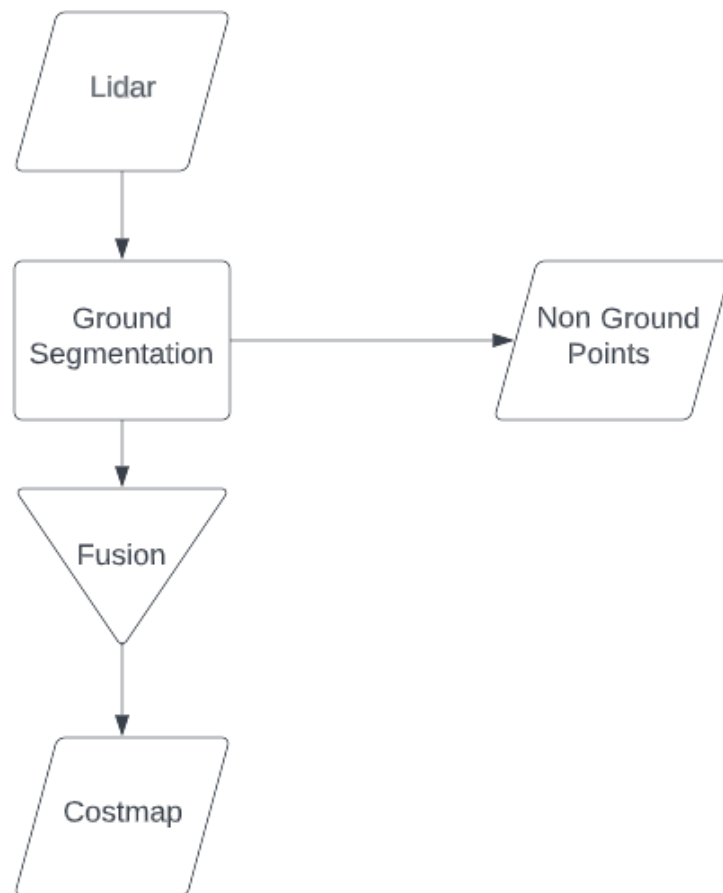 Lidar
Ground
Segmentation
Non Ground
Points
Fusion
Costmap